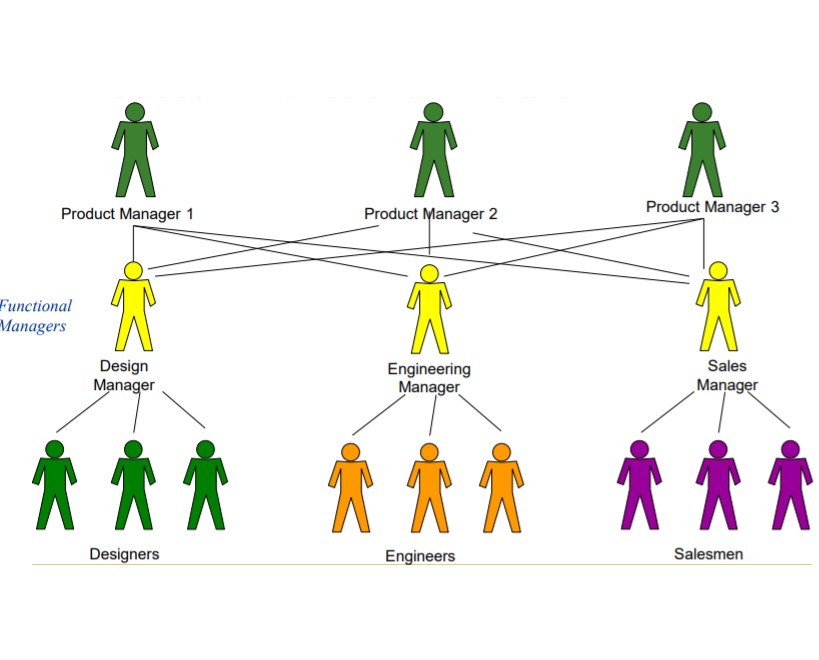 Product Manager 1
Product Manager 2
Product Manager 3
Functional
Managers
Design
Manager
Engineering
Manager
Sales
Manager
Designers
Engineers
Salesmen